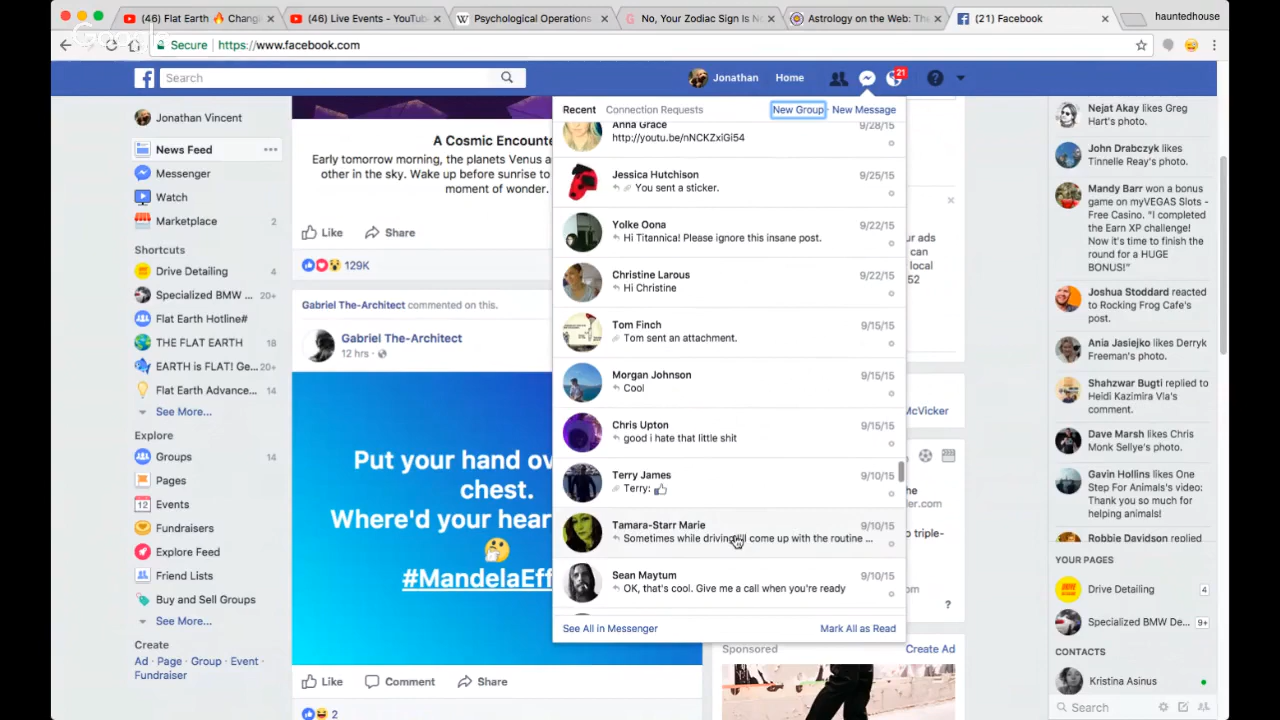 (46) Flat Earth 🔥 Chang
(46) Live Events - YouTub
Psychological Operations
No, Your Zodiac Sign Is N
Astrology on the Web: The
(21) Facebook
hauntedhouse
Google
Secure
https://www.facebook.com
Search
Jonathan
Home
21
Jonathan Vincent
News Feed
Messenger
Watch
Marketplace 2
Shortcuts
Drive Detailing 4
Specialized BMW ... 20+
Flat Earth Hotline#
THE FLAT EARTH 18
EARTH is FLAT! Ge... 20+
Flat Earth Advance... 14
See More...
Explore
Groups 14
Pages
Events
Fundraisers
Explore Feed
Friend Lists
Buy and Sell Groups
See More...
Create
Ad · Page · Group · Event ·
Fundraiser
A Cosmic Encounte
Early tomorrow morning, the planets Venus a
other in the sky. Wake up before sunrise to
moment of wonder.
Like
Share
129K
Gabriel The-Architect commented on this.
Gabriel The-Architect
12 hrs ·
Put your hand ov
chest.
Where'd your hear
🤔
#MandelaEff
Like
Comment
Share
2
Recent
Connection Requests
New Group · New Message
Anna Grace 9/28/15
http://youtu.be/nNCKZxiGi54
Jessica Hutchison 9/25/15
You sent a sticker.
Yolke Oona 9/22/15
Hi Titannica! Please ignore this insane post.
Christine Larous 9/22/15
Hi Christine
Tom Finch 9/15/15
Tom sent an attachment.
Morgan Johnson 9/15/15
Cool
Chris Upton 9/15/15
good i hate that little shit
Terry James 9/10/15
Terry: 👍
Tamara-Starr Marie 9/10/15
Sometimes while driving come up with the routine ...
Sean Maytum 9/10/15
OK, that's cool. Give me a call when you're ready
See All in Messenger
Mark All as Read
ur ads
can
local
52
McVicker
he
er.com
triple-
om
?
Sponsored
Create Ad
Nejat Akay likes Greg
Hart's photo.
John Drabczyk likes
Tinnelle Reay's photo.
Mandy Barr won a bonus
game on myVEGAS Slots -
Free Casino. "I completed
the Earn XP challenge!
Now it's time to finish the
round for a HUGE
BONUS!"
Joshua Stoddard reacted
to Rocking Frog Cafe's
post.
Ania Jasiejko likes Derryk
Freeman's photo.
Shahzwar Bugti replied to
Heidi Kazimira Vla's
comment.
Dave Marsh likes Chris
Monk Sellye's photo.
Gavin Hollins likes One
Step For Animals's video:
Thank you so much for
helping animals!
Robbie Davidson replied
YOUR PAGES
Drive Detailing 4
Specialized BMW De... 9+
CONTACTS
Kristina Asinus
Search